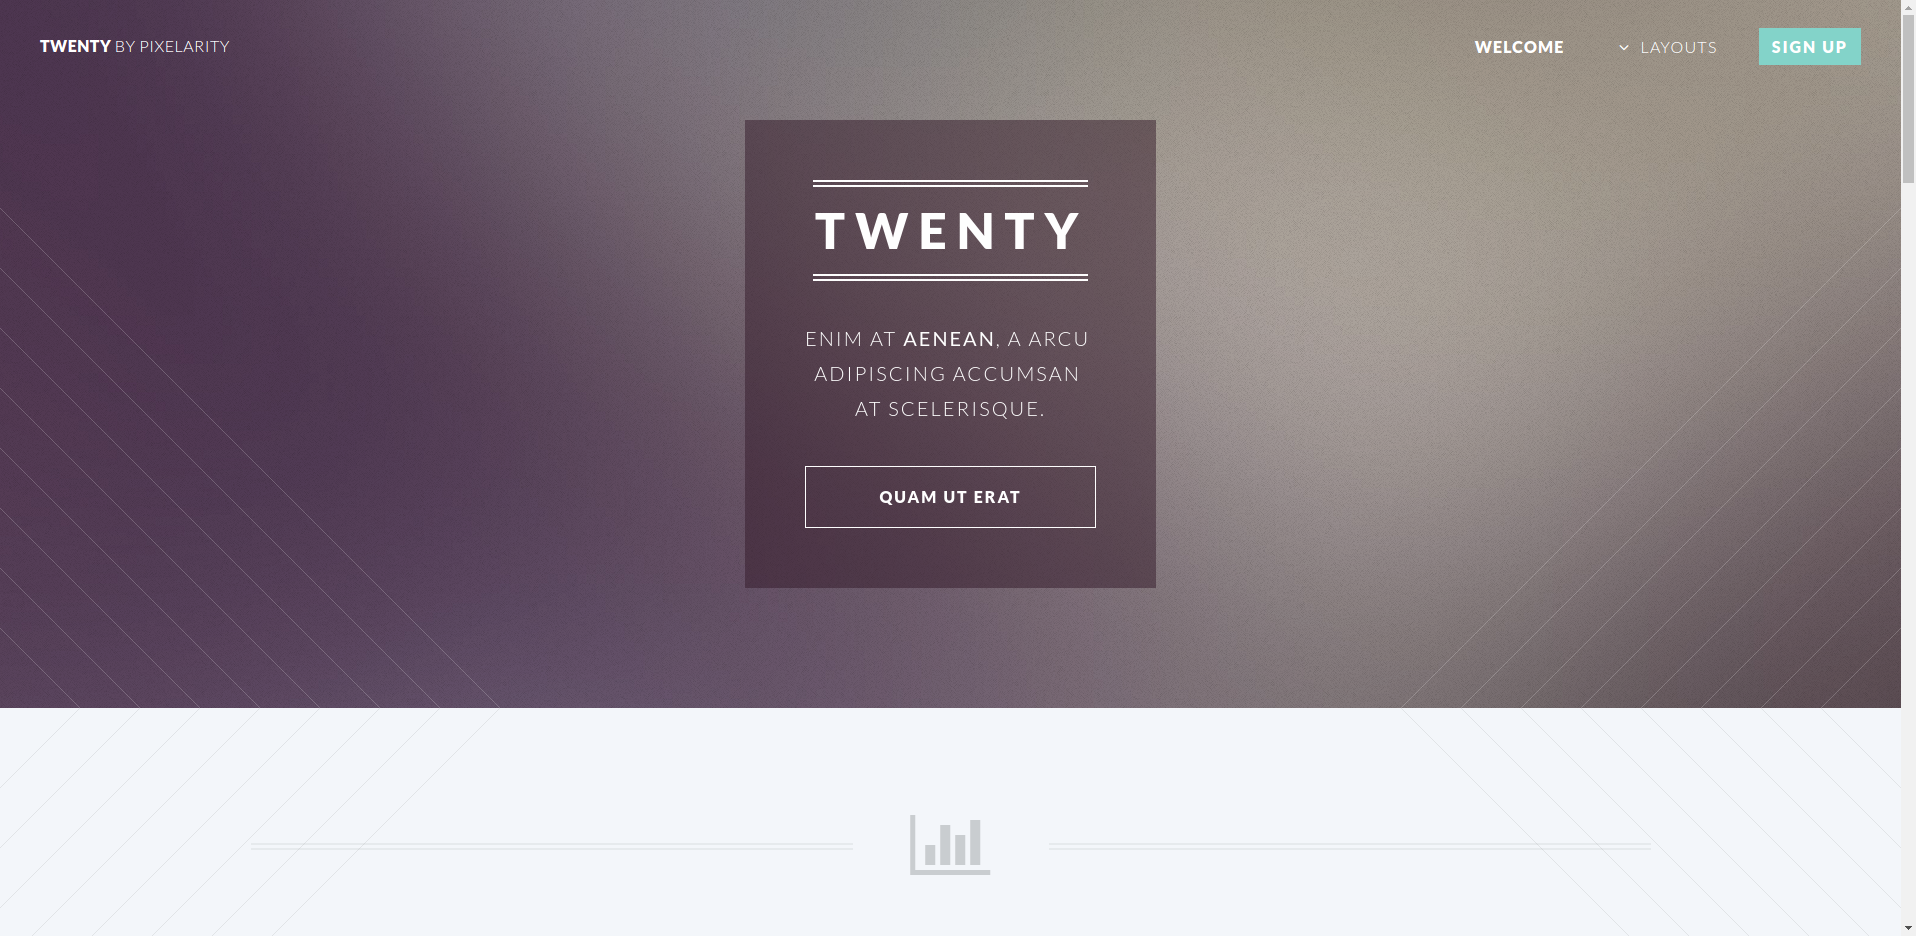 TWENTY BY PIXELARITY
WELCOME
LAYOUTS
SIGN UP
TWENTY
ENIM AT AENEAN, A ARCU
ADIPISCING ACCUMSAN
AT SCELERISQUE.
QUAM UT ERAT